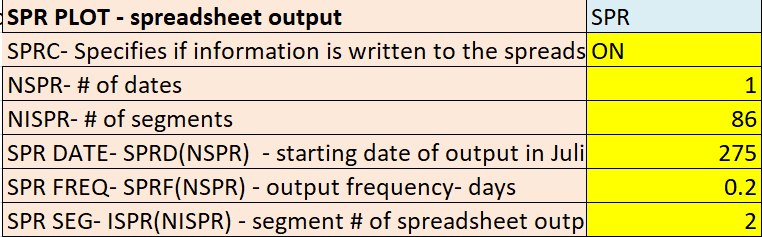 SPR PLOT - spreadsheet output SPR
SPRC- Specifies if information is written to the spreads ON
NSPR- # of dates 1
NISPR- # of segments 86
SPR DATE- SPRD(NSPR)  - starting date of output in Juli 275
SPR FREQ- SPRF(NSPR) - output frequency- days 0.2
SPR SEG- ISPR(NISPR) - segment # of spreadsheet outp 2